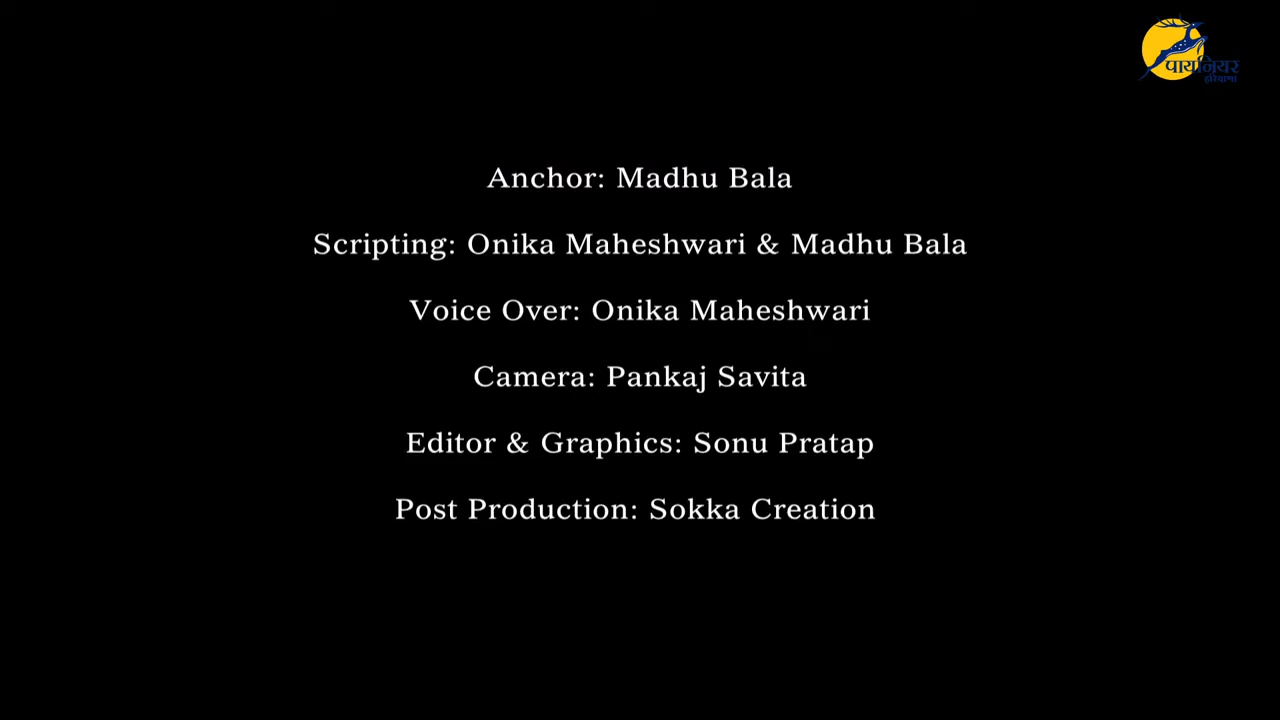 पायनियर
हरियाणा
Anchor: Madhu Bala
Scripting: Onika Maheshwari & Madhu Bala
Voice Over: Onika Maheshwari
Camera: Pankaj Savita
Editor & Graphics: Sonu Pratap
Post Production: Sokka Creation